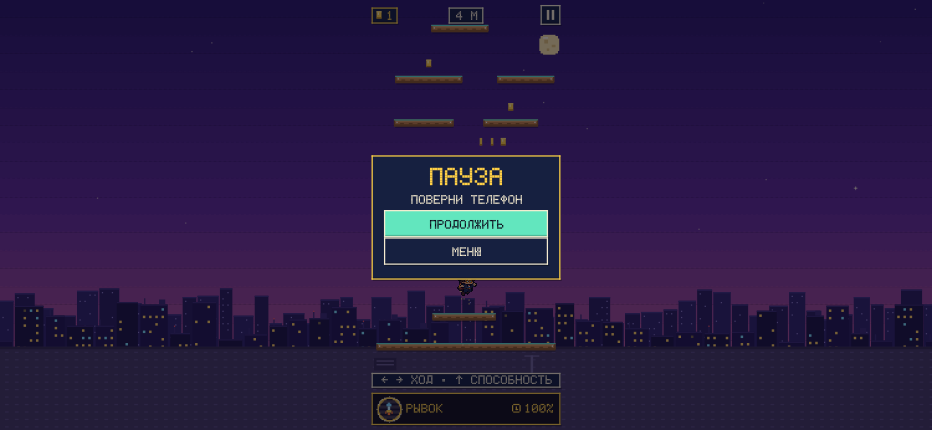 1
4 М
ПАУЗА
ПОВЕРНИ ТЕЛЕФОН
ПРОДОЛЖИТЬ
МЕНЮ
← → ХОД • ↑ СПОСОБНОСТЬ
РЫВОК
100%